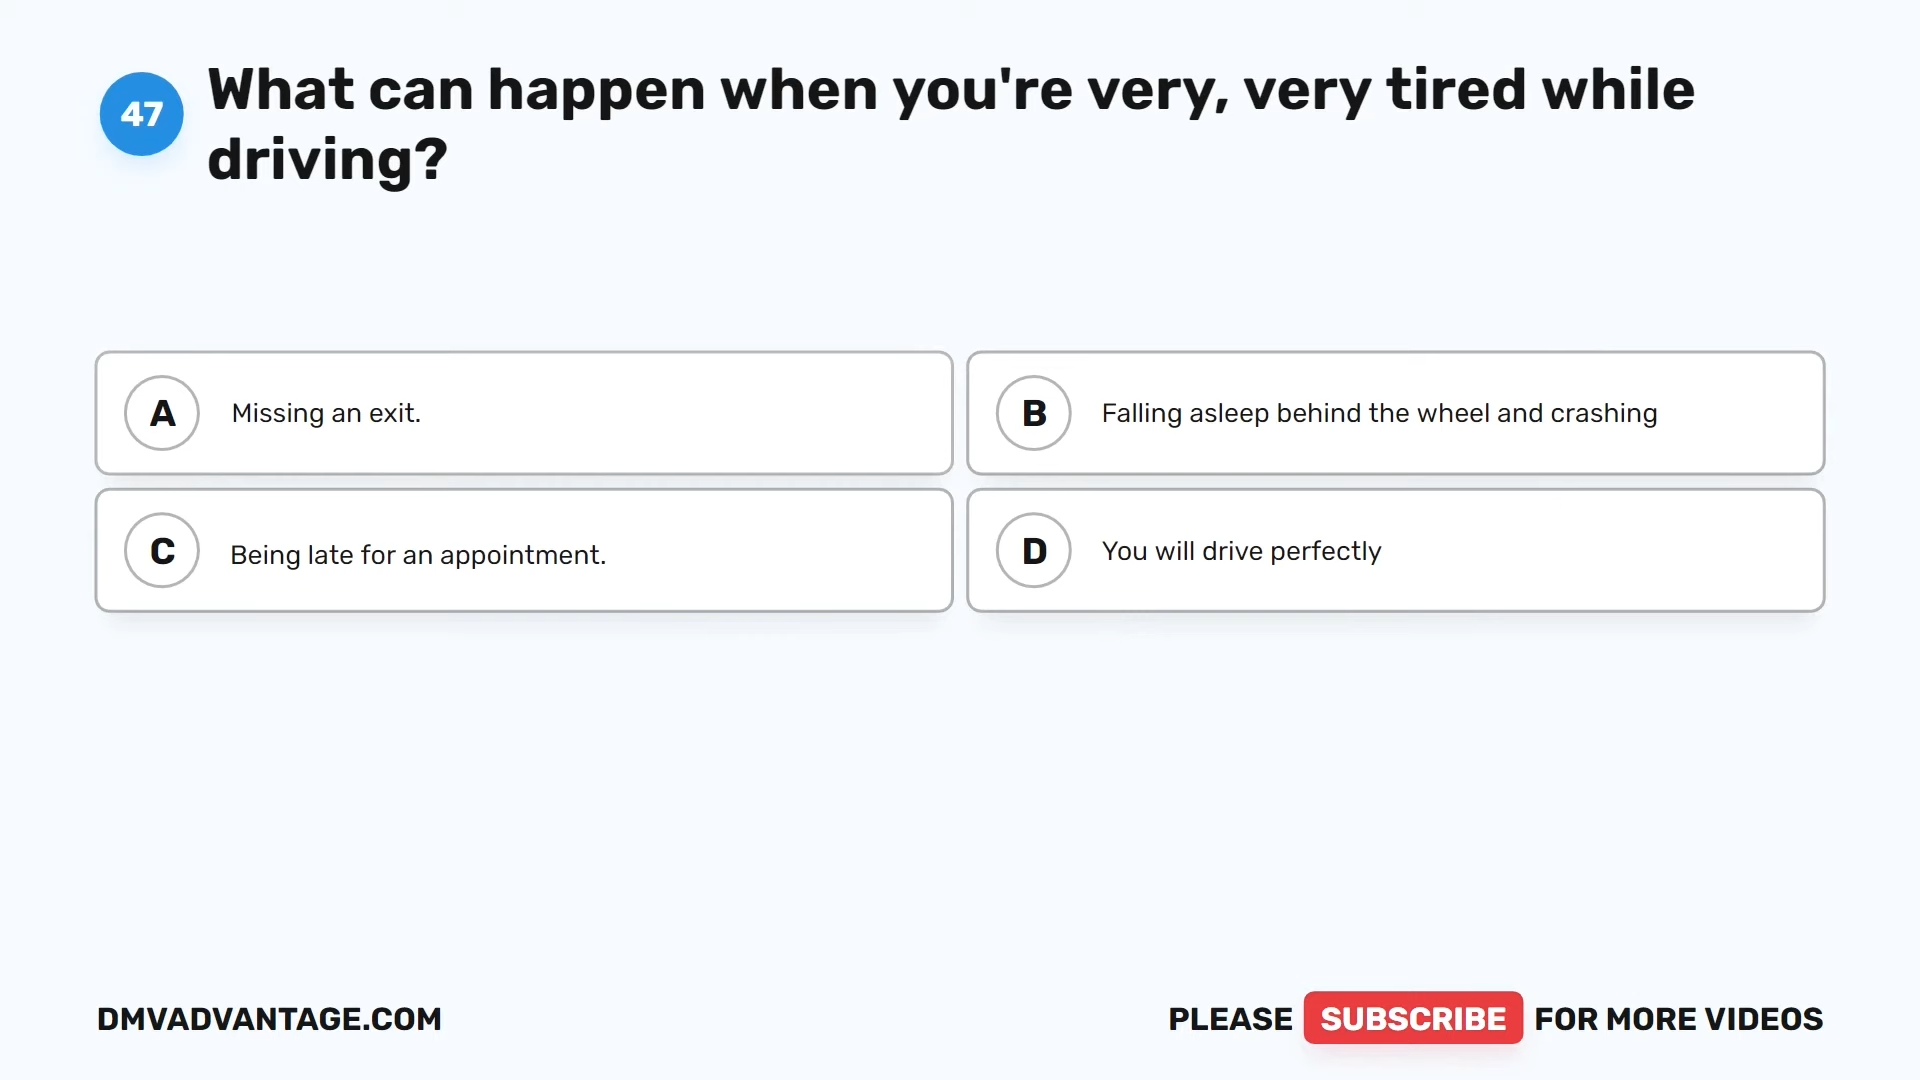 47
What can happen when you're very, very tired while
driving?
A Missing an exit.
B Falling asleep behind the wheel and crashing
C Being late for an appointment.
D You will drive perfectly
DMVADVANTAGE.COM
PLEASE SUBSCRIBE FOR MORE VIDEOS